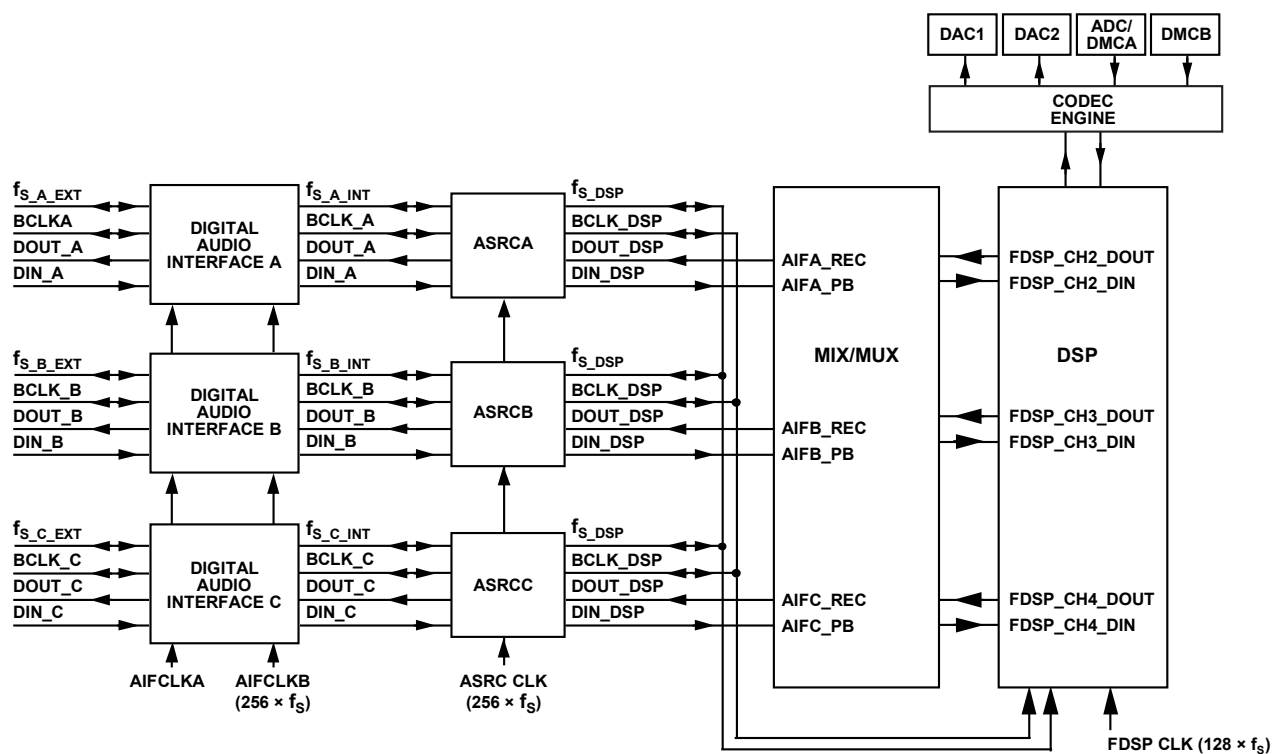 DAC1
DAC2
ADC/
DMCA
DMCB
CODEC
ENGINE
fS_A_EXT
BCLKA
DOUT_A
DIN_A
DIGITAL
AUDIO
INTERFACE A
fS_A_INT
BCLK_A
DOUT_A
DIN_A
ASRCA
fS_DSP
BCLK_DSP
DOUT_DSP
DIN_DSP
AIFA_REC
AIFA_PB
FDSP_CH2_DOUT
FDSP_CH2_DIN
fS_B_EXT
BCLK_B
DOUT_B
DIN_B
DIGITAL
AUDIO
INTERFACE B
fS_B_INT
BCLK_B
DOUT_B
DIN_B
ASRCB
fS_DSP
BCLK_DSP
DOUT_DSP
DIN_DSP
MIX/MUX
DSP
AIFB_REC
AIFB_PB
FDSP_CH3_DOUT
FDSP_CH3_DIN
fS_C_EXT
BCLK_C
DOUT_C
DIN_C
DIGITAL
AUDIO
INTERFACE C
fS_C_INT
BCLK_C
DOUT_C
DIN_C
ASRCC
fS_DSP
BCLK_DSP
DOUT_DSP
DIN_DSP
AIFC_REC
AIFC_PB
FDSP_CH4_DOUT
FDSP_CH4_DIN
AIFCLKA
AIFCLKB
(256 × fS)
ASRC CLK
(256 × fS)
FDSP CLK (128 × fS)